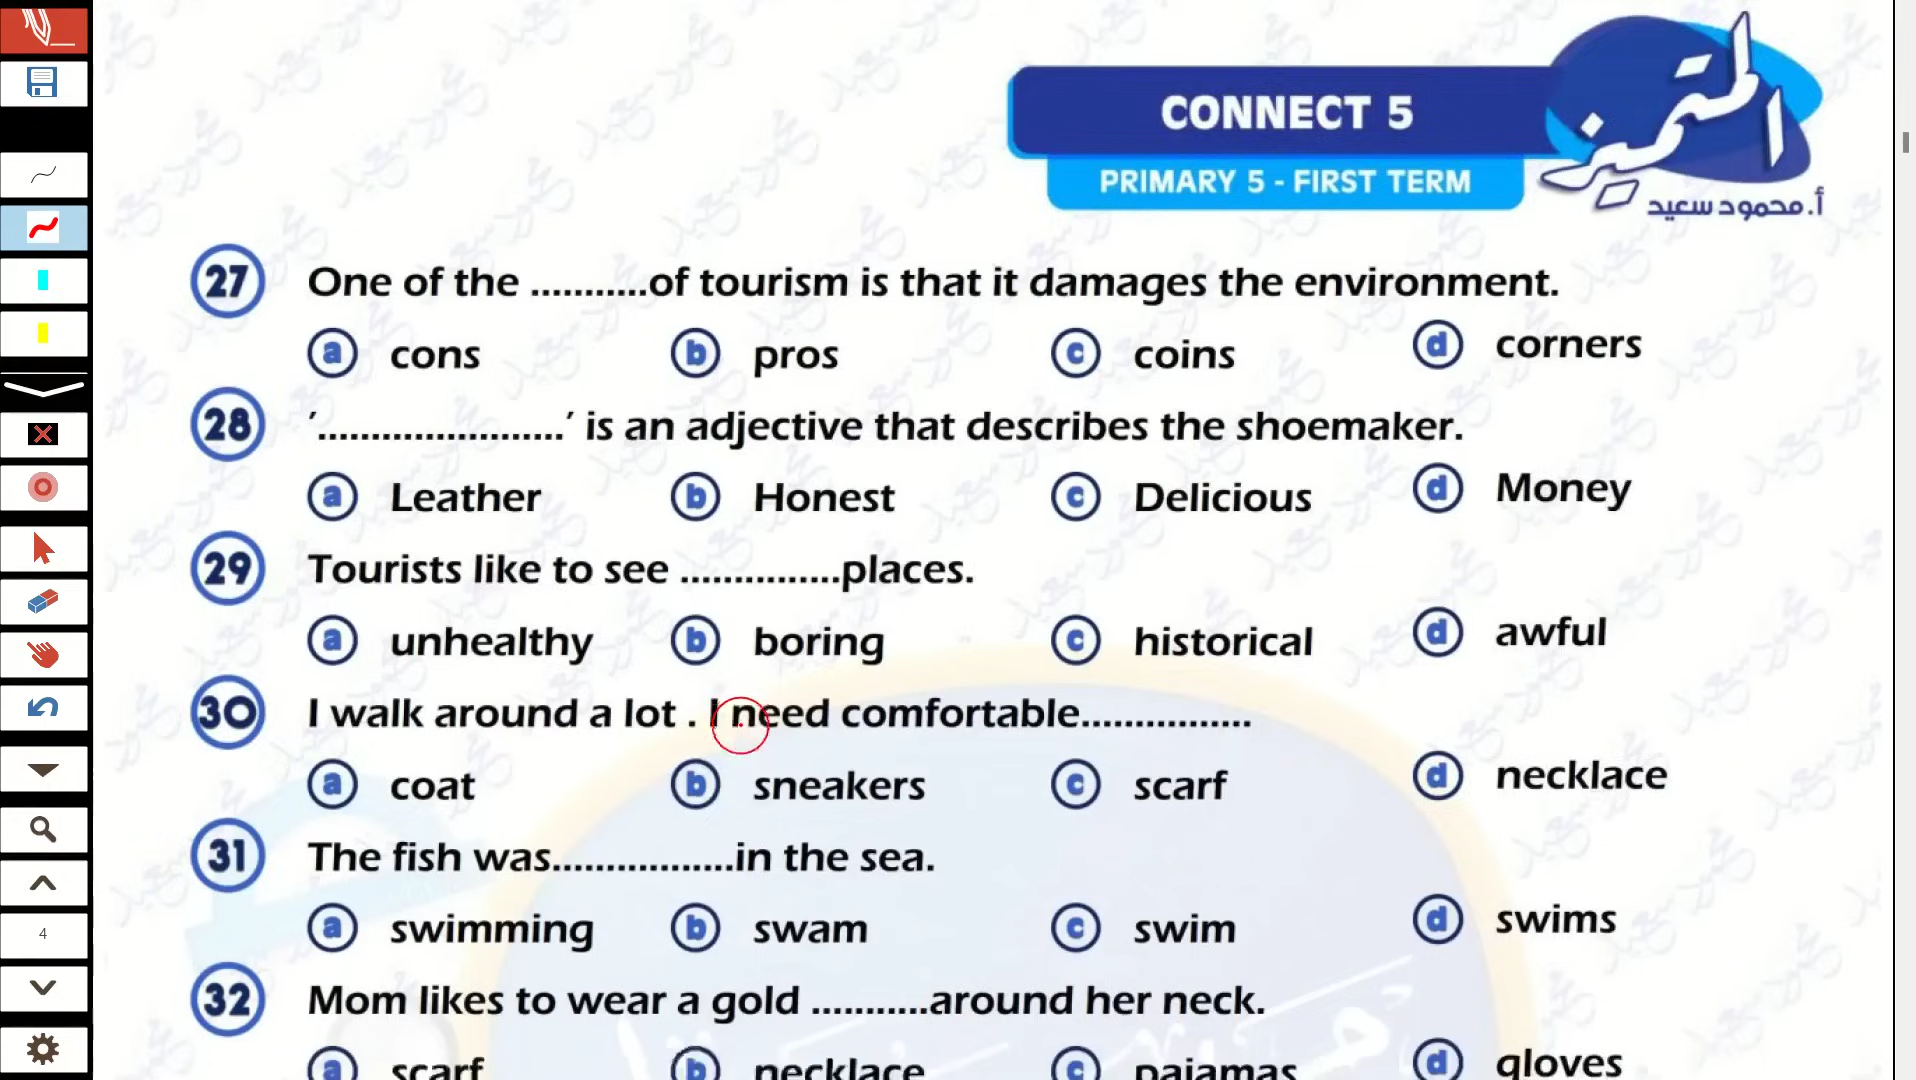 CONNECT 5
PRIMARY 5 - FIRST TERM
المتميز
أ. محمود سعيد
27 One of the ...........of tourism is that it damages the environment.
a cons b pros c coins d corners
28 '.......................' is an adjective that describes the shoemaker.
a Leather b Honest c Delicious d Money
29 Tourists like to see ...............places.
a unhealthy b boring c historical d awful
30 I walk around a lot . I need comfortable................
a coat b sneakers c scarf d necklace
31 The fish was.................in the sea.
a swimming b swam c swim d swims
32 Mom likes to wear a gold ...........around her neck.
a scarf b necklace c pajamas d gloves
4